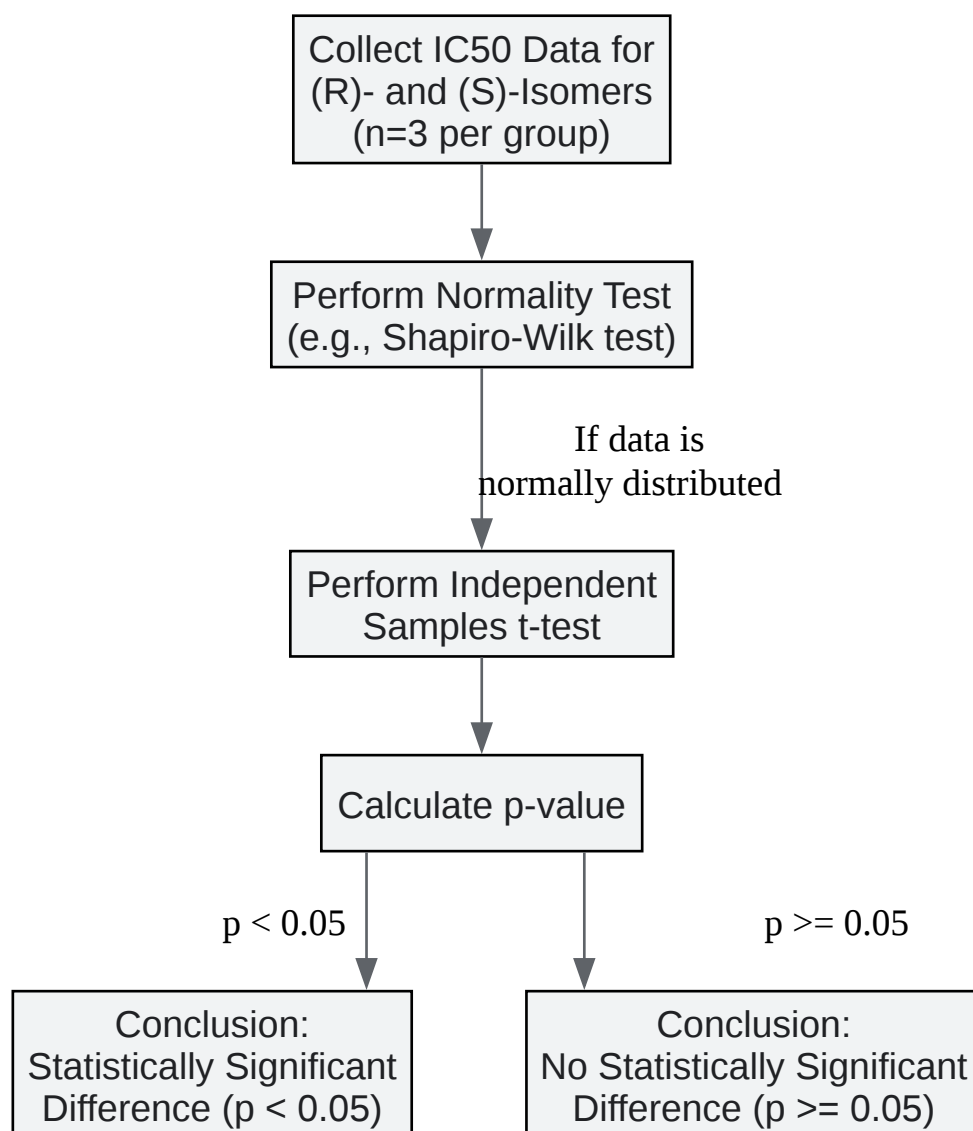 Collect IC50 Data for
(R)- and (S)-Isomers
(n=3 per group)
Perform Normality Test
(e.g., Shapiro-Wilk test)
If data is
normally distributed
Perform Independent
Samples t-test
Calculate p-value
p < 0.05
p >= 0.05
Conclusion:
Statistically Significant
Difference (p < 0.05)
Conclusion:
No Statistically Significant
Difference (p >= 0.05)